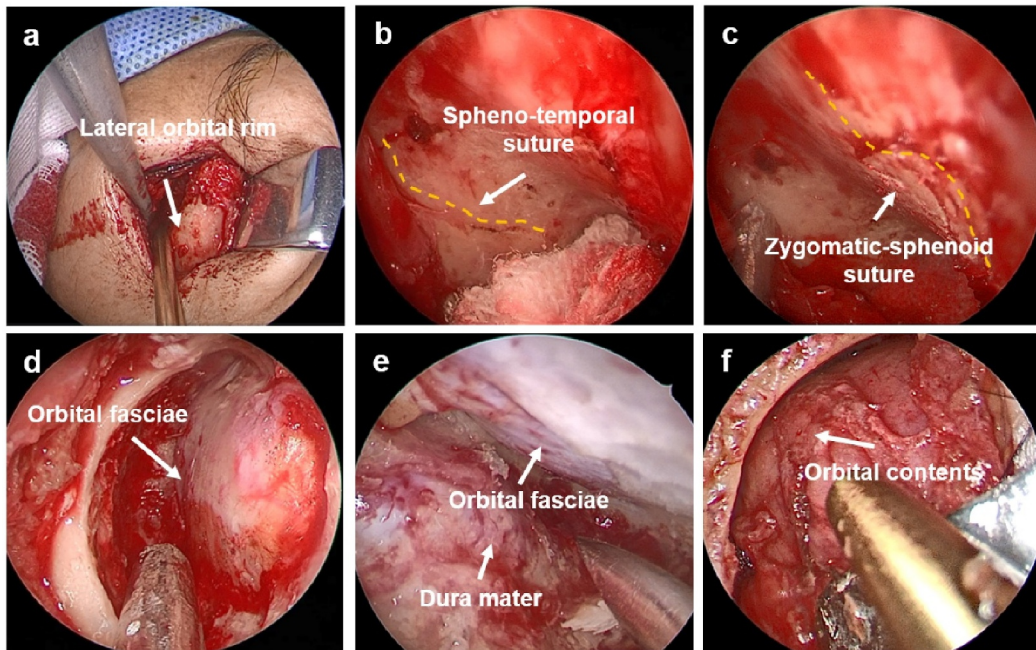 a
Lateral orbital rim
b
Spheno-temporal
suture
c
Zygomatic-sphenoid
suture
d
Orbital fasciae
e
Orbital fasciae
Dura mater
f
Orbital contents